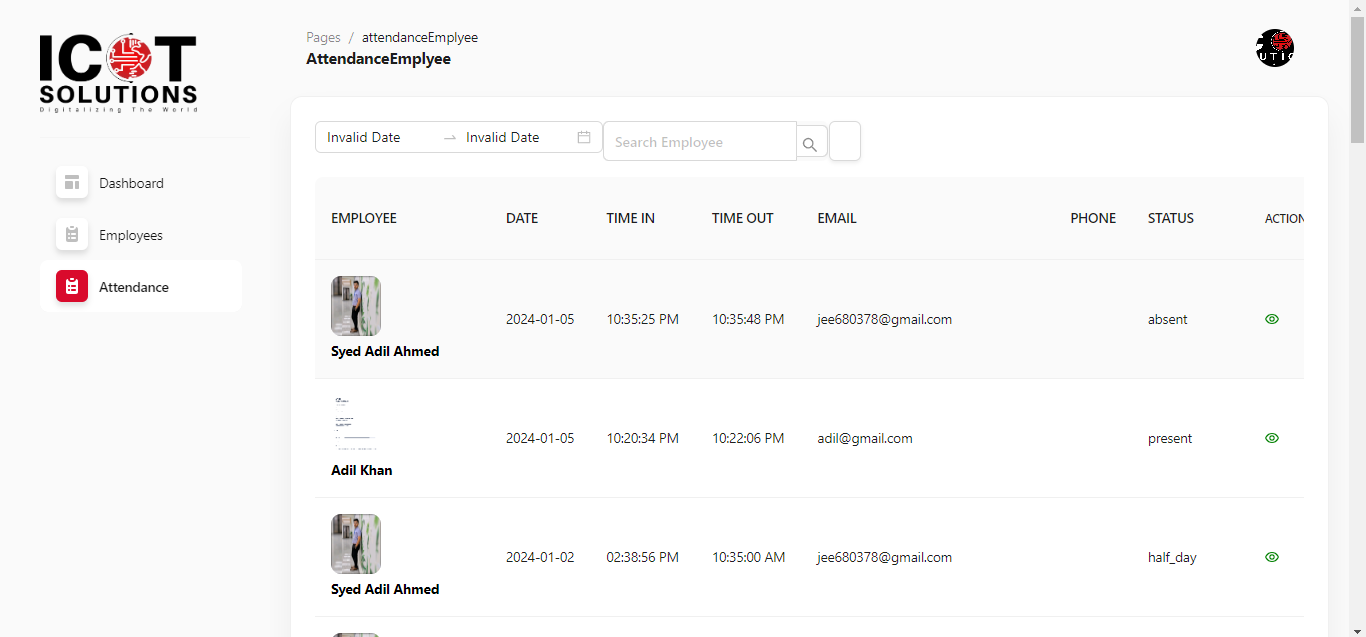 ICOT
SOLUTIONS
Digitalizing The World
Pages / attendanceEmplyee
AttendanceEmplyee
Dashboard
Employees
Attendance
Invalid Date Invalid Date Search Employee
EMPLOYEE DATE TIME IN TIME OUT EMAIL PHONE STATUS ACTION
2024-01-05 10:35:25 PM 10:35:48 PM jee680378@gmail.com absent
Syed Adil Ahmed
2024-01-05 10:20:34 PM 10:22:06 PM adil@gmail.com present
Adil Khan
2024-01-02 02:38:56 PM 10:35:00 AM jee680378@gmail.com half_day
Syed Adil Ahmed